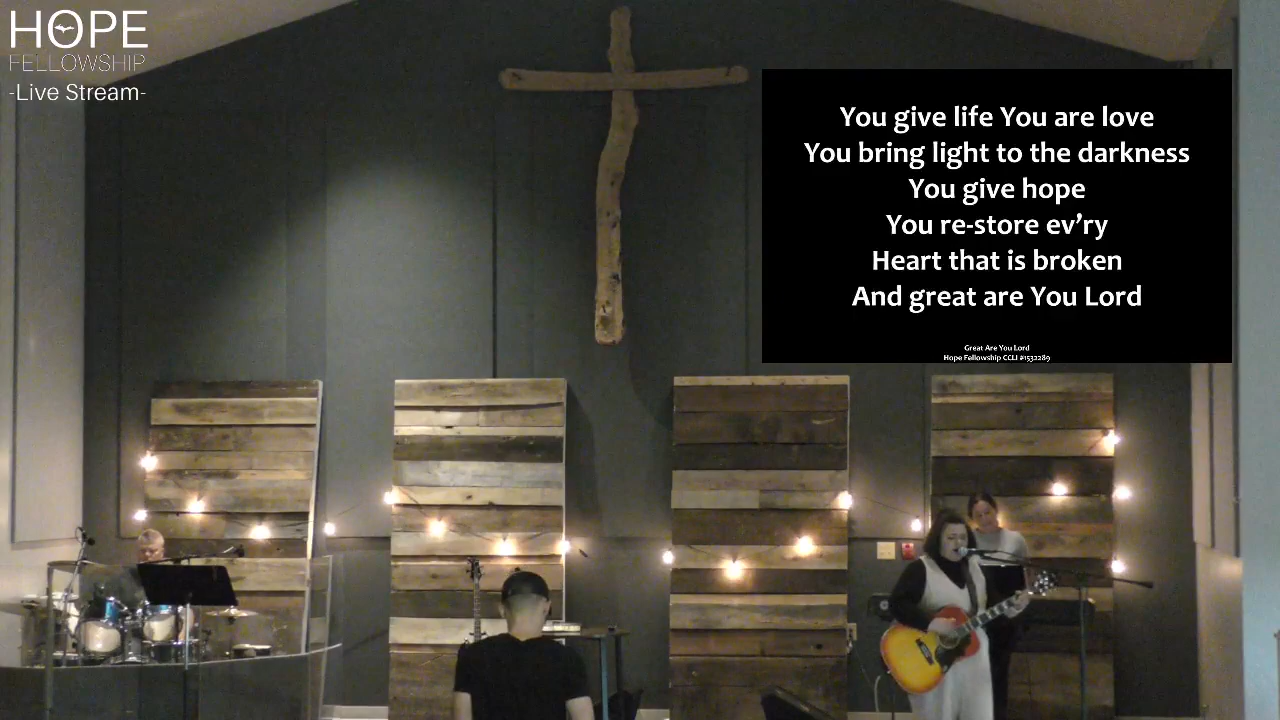 HOPE
FELLOWSHIP
-Live Stream-
You give life You are love
You bring light to the darkness
You give hope
You re-store ev'ry
Heart that is broken
And great are You Lord
Great Are You Lord
Hope Fellowship CCLI #1532289